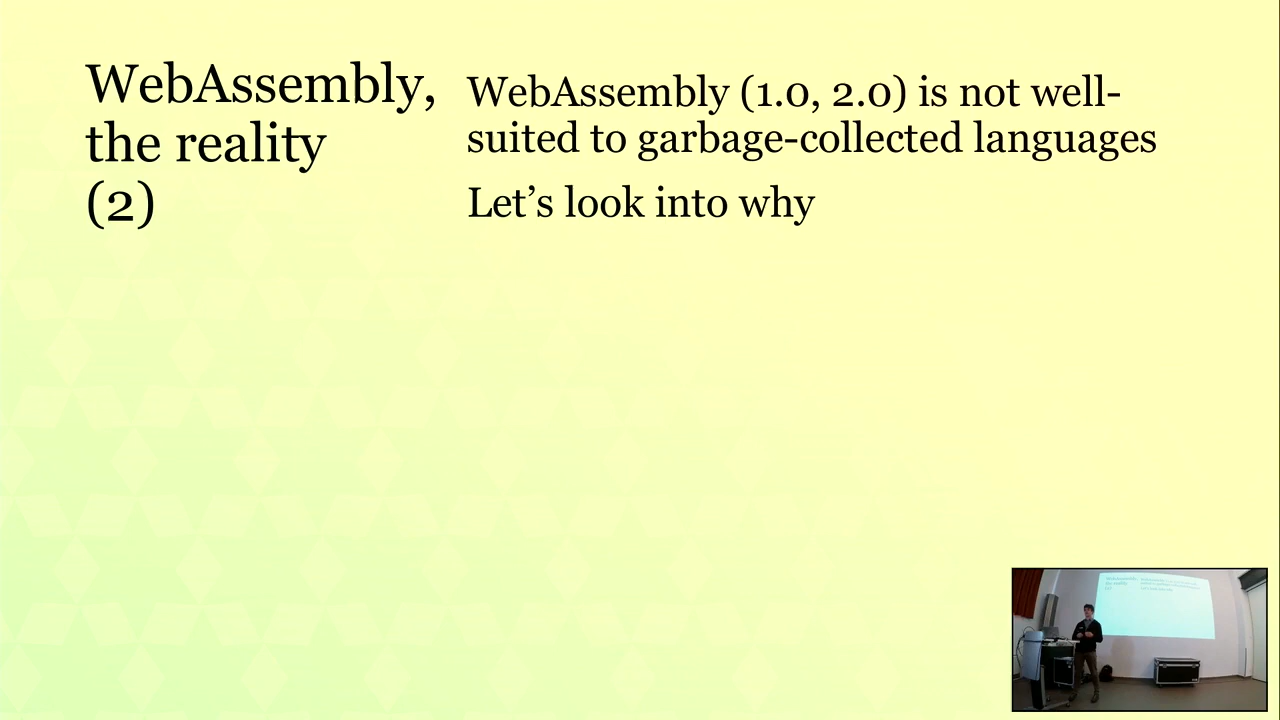 WebAssembly,
the reality
(2)
WebAssembly (1.0, 2.0) is not well-
suited to garbage-collected languages
Let’s look into why